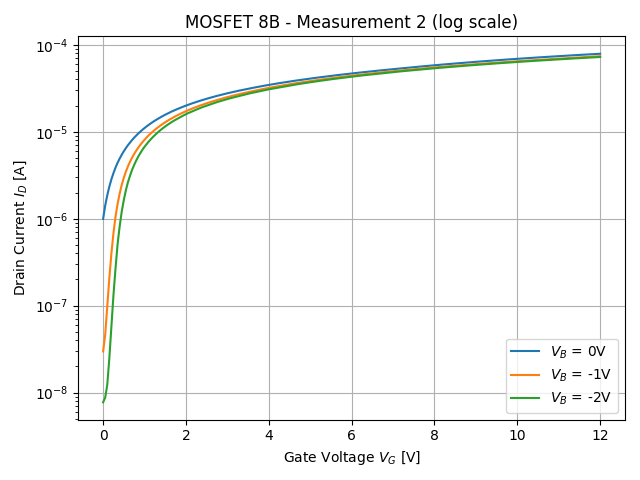 MOSFET 8B - Measurement 2 (log scale)
Drain Current I_D [A]
10⁻⁴
10⁻⁵
10⁻⁶
10⁻⁷
10⁻⁸
V_B = 0V
V_B = -1V
V_B = -2V
0 2 4 6 8 10 12
Gate Voltage V_G [V]